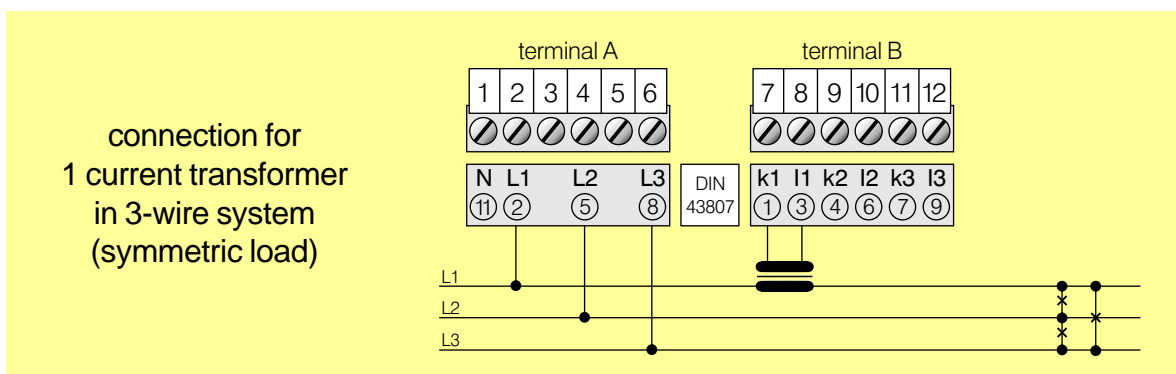 terminal A
terminal B
1 2 3 4 5 6
7 8 9 10 11 12
connection for
1 current transformer
in 3-wire system
(symmetric load)
N L1 L2 L3
11 2 5 8
DIN
43807
k1 l1 k2 l2 k3 l3
1 3 4 6 7 9
L1
L2
L3